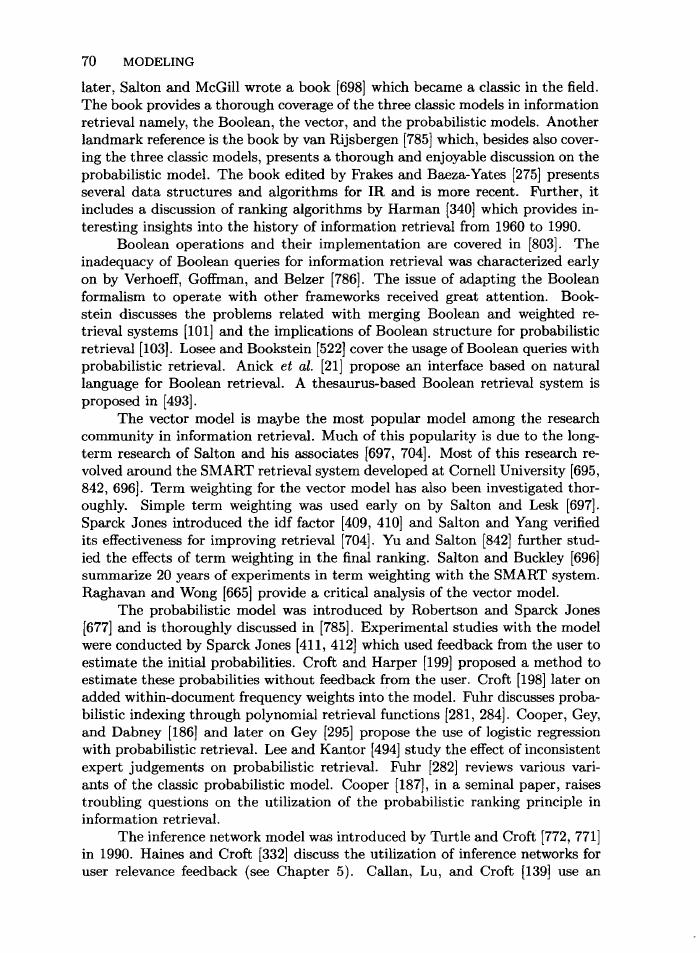 70 MODELING
later, Salton and McGill wrote a book [698] which became a classic in the field.
The book provides a thorough coverage of the three classic models in information
retrieval namely, the Boolean, the vector, and the probabilistic models. Another
landmark reference is the book by van Rijsbergen [785] which, besides also cover-
ing the three classic models, presents a thorough and enjoyable discussion on the
probabilistic model. The book edited by Frakes and Baeza-Yates [275] presents
several data structures and algorithms for IR and is more recent. Further, it
includes a discussion of ranking algorithms by Harman [340] which provides in-
teresting insights into the history of information retrieval from 1960 to 1990.
Boolean operations and their implementation are covered in [803]. The
inadequacy of Boolean queries for information retrieval was characterized early
on by Verhoeff, Goffman, and Belzer [786]. The issue of adapting the Boolean
formalism to operate with other frameworks received great attention. Book-
stein discusses the problems related with merging Boolean and weighted re-
trieval systems [101] and the implications of Boolean structure for probabilistic
retrieval [103]. Losee and Bookstein [522] cover the usage of Boolean queries with
probabilistic retrieval. Anick et al. [21] propose an interface based on natural
language for Boolean retrieval. A thesaurus-based Boolean retrieval system is
proposed in [493].
The vector model is maybe the most popular model among the research
community in information retrieval. Much of this popularity is due to the long-
term research of Salton and his associates [697, 704]. Most of this research re-
volved around the SMART retrieval system developed at Cornell University [695,
842, 696]. Term weighting for the vector model has also been investigated thor-
oughly. Simple term weighting was used early on by Salton and Lesk [697].
Sparck Jones introduced the idf factor [409, 410] and Salton and Yang verified
its effectiveness for improving retrieval [704]. Yu and Salton [842] further stud-
ied the effects of term weighting in the final ranking. Salton and Buckley [696]
summarize 20 years of experiments in term weighting with the SMART system.
Raghavan and Wong [665] provide a critical analysis of the vector model.
The probabilistic model was introduced by Robertson and Sparck Jones
[677] and is thoroughly discussed in [785]. Experimental studies with the model
were conducted by Sparck Jones [411, 412] which used feedback from the user to
estimate the initial probabilities. Croft and Harper [199] proposed a method to
estimate these probabilities without feedback from the user. Croft [198] later on
added within-document frequency weights into the model. Fuhr discusses proba-
bilistic indexing through polynomial retrieval functions [281, 284]. Cooper, Gey,
and Dabney [186] and later on Gey [295] propose the use of logistic regression
with probabilistic retrieval. Lee and Kantor [494] study the effect of inconsistent
expert judgements on probabilistic retrieval. Fuhr [282] reviews various vari-
ants of the classic probabilistic model. Cooper [187], in a seminal paper, raises
troubling questions on the utilization of the probabilistic ranking principle in
information retrieval.
The inference network model was introduced by Turtle and Croft [772, 771]
in 1990. Haines and Croft [332] discuss the utilization of inference networks for
user relevance feedback (see Chapter 5). Callan, Lu, and Croft [139] use an